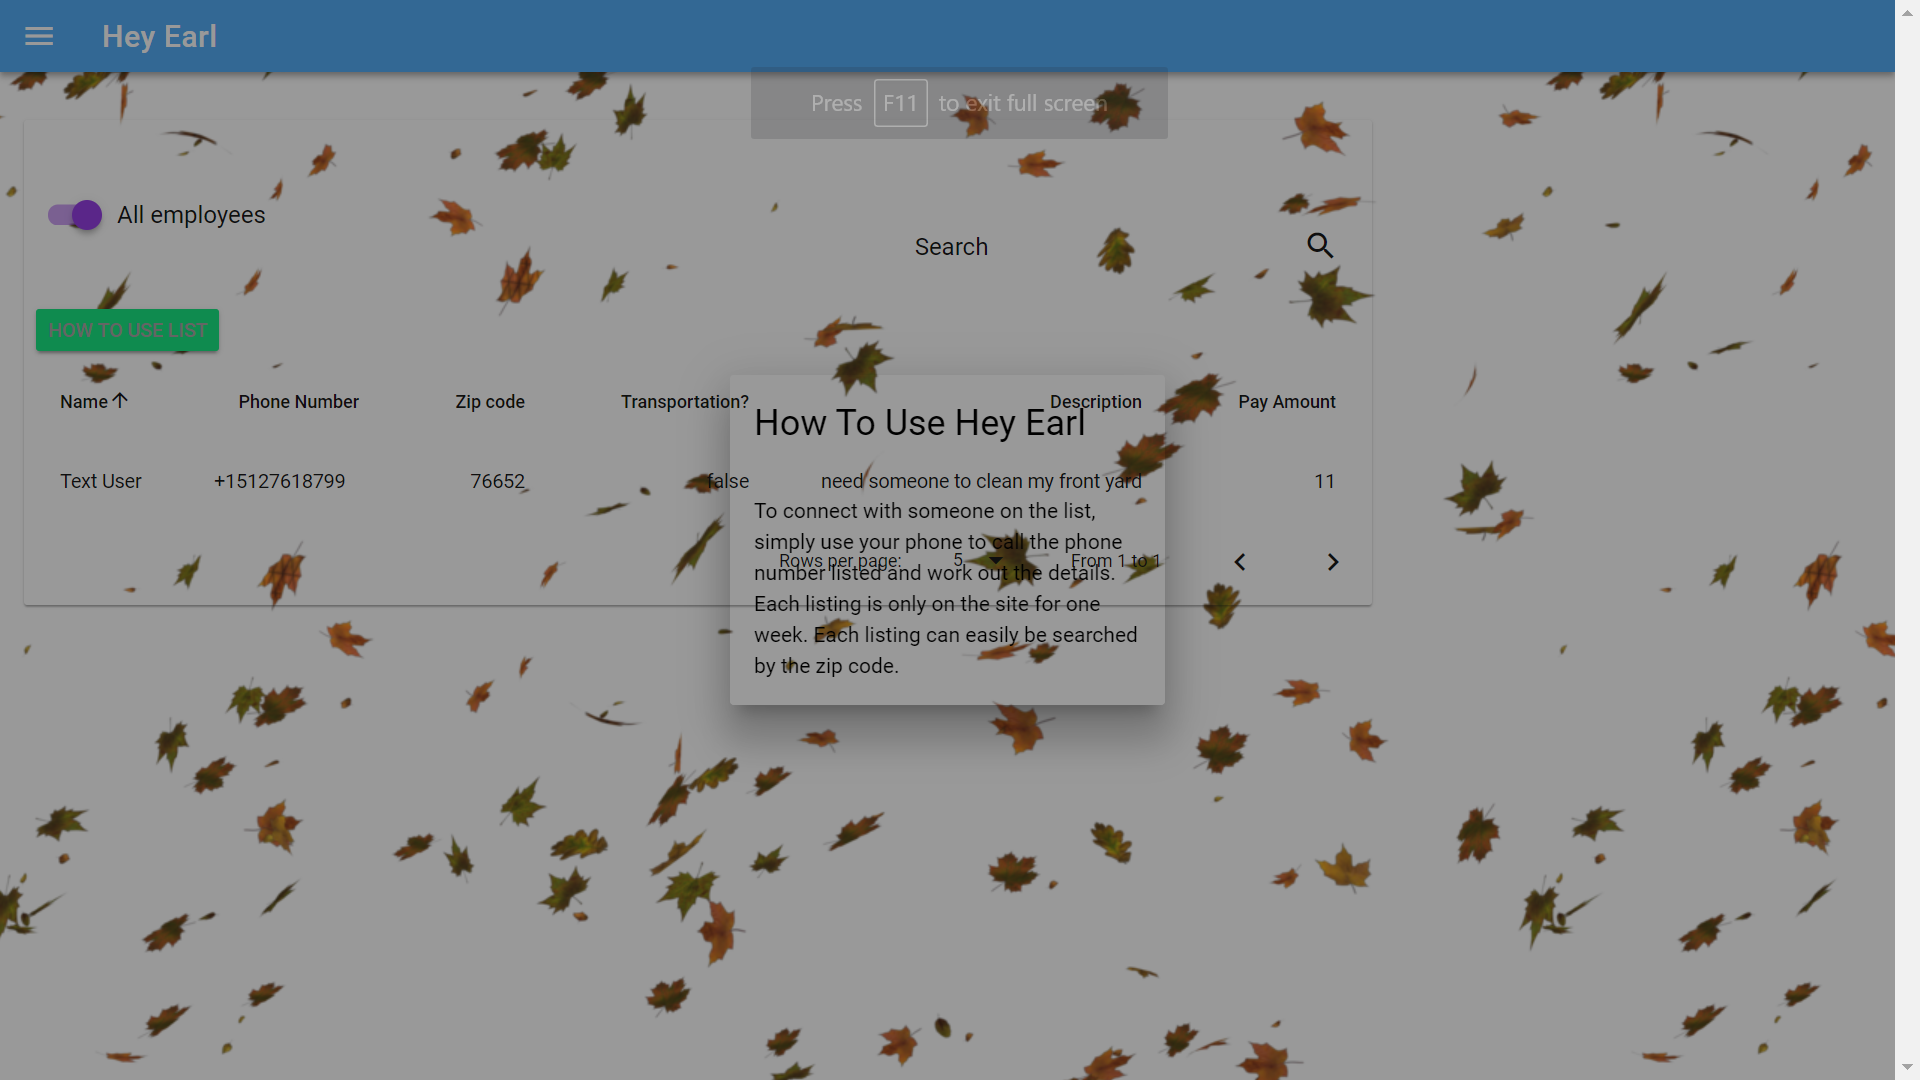 Hey Earl
Press F11 to exit full screen
All employees
Search
HOW TO USE LIST
Name Phone Number Zip code Transportation? Description Pay Amount
Text User +15127618799 76652 false need someone to clean my front yard 11
Rows per page: 5 From 1 to 1
How To Use Hey Earl
To connect with someone on the list,
simply use your phone to call the phone
number listed and work out the details.
Each listing is only on the site for one
week. Each listing can easily be searched
by the zip code.